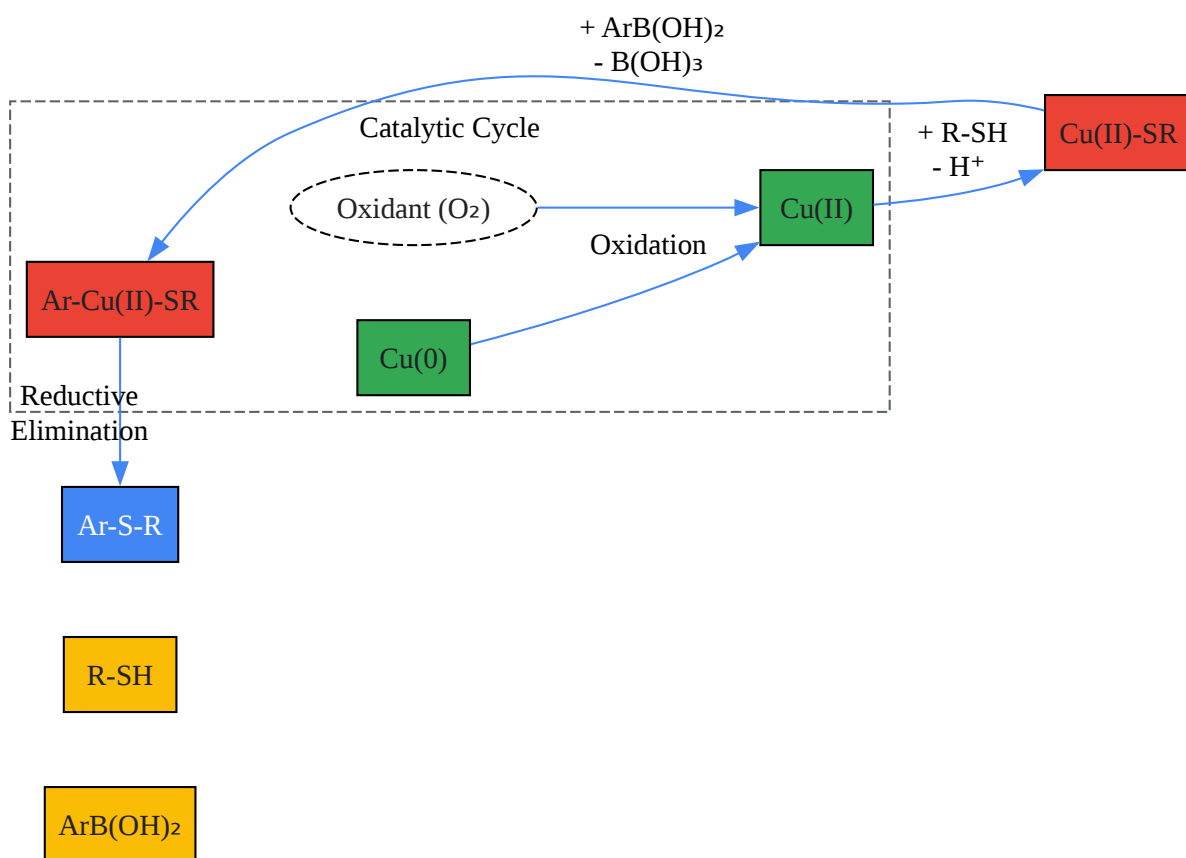 + ArB(OH)₂
- B(OH)₃
Catalytic Cycle
+ R-SH
- H⁺
Cu(II)-SR
Oxidant (O₂)
Cu(II)
Oxidation
Ar-Cu(II)-SR
Cu(0)
Reductive
Elimination
Ar-S-R
R-SH
ArB(OH)₂